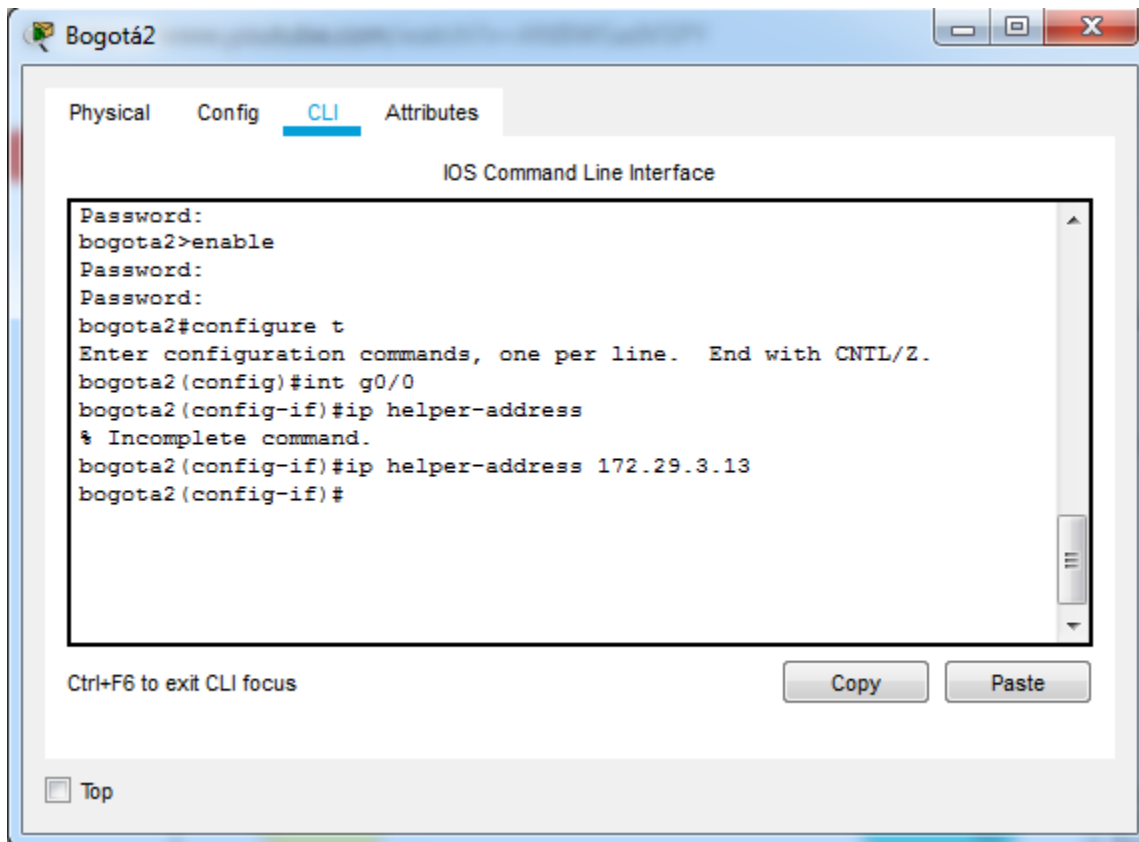 Bogotá2
Physical Config CLI Attributes
IOS Command Line Interface
Password:
bogota2>enable
Password:
Password:
bogota2#configure t
Enter configuration commands, one per line.  End with CNTL/Z.
bogota2(config)#int g0/0
bogota2(config-if)#ip helper-address
% Incomplete command.
bogota2(config-if)#ip helper-address 172.29.3.13
bogota2(config-if)#
Ctrl+F6 to exit CLI focus
Copy Paste
Top